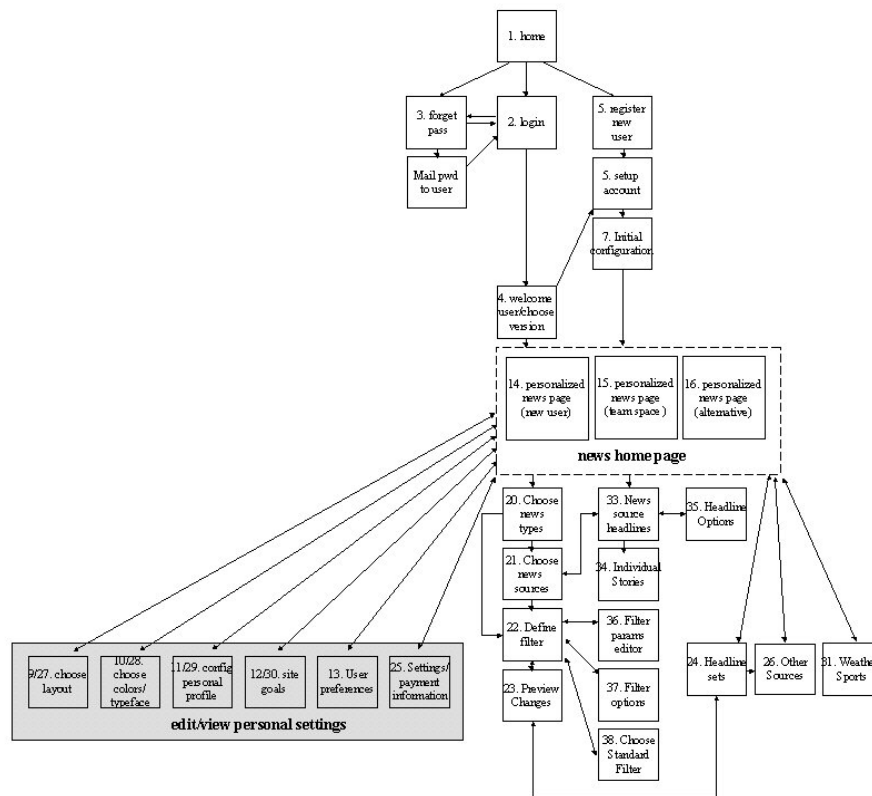 1. home
3. forget
pass
2. login
5. register
new
user
Mail pwd
to user
5. setup
account
7. Initial
configuration
4. welcome
user/choose
version
14. personalized
news page
(new user)
15. personalized
news page
(team space)
16. personalized
news page
(alternative)
news home page
20. Choose
news
types
33. News
source
headlines
35. Headline
Options
21. Choose
news
sources
34. Individual
Stories
22. Define
filter
36. Filter
params
editor
9/27. choose
layout
10/28.
choose
colors/
typeface
11/29. config
personal
profile
12/30. site
goals
13. User
preferences
25. Settings/
payment
information
24. Headline
sets
26. Other
Sources
31. Weather
Sports
23. Preview
Changes
37. Filter
options
edit/view personal settings
38. Choose
Standard
Filter